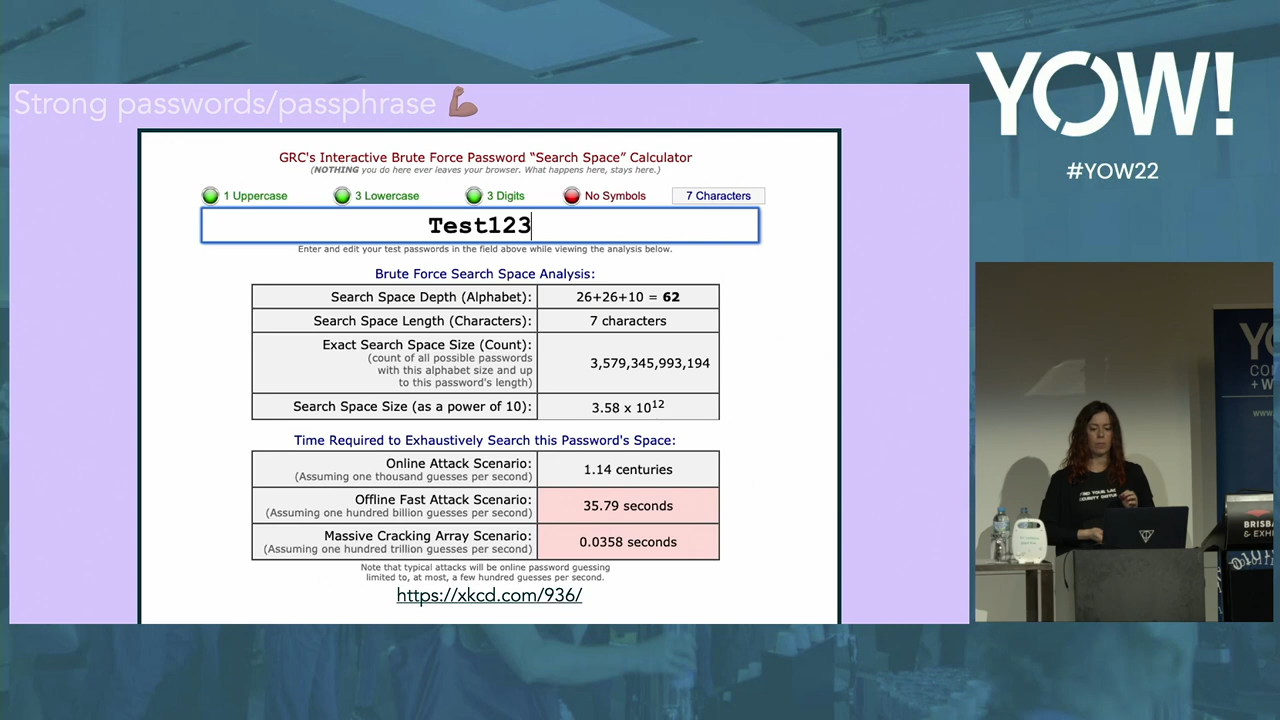 Strong passwords/passphrase 💪🏾
GRC's Interactive Brute Force Password “Search Space” Calculator
(NOTHING you do here ever leaves your browser. What happens here, stays here.)
1 Uppercase
3 Lowercase
3 Digits
No Symbols
7 Characters
Test123
Enter and edit your test passwords in the field above while viewing the analysis below.
Brute Force Search Space Analysis:
Search Space Depth (Alphabet): 26+26+10 = 62
Search Space Length (Characters): 7 characters
Exact Search Space Size (Count): 3,579,345,993,194
(count of all possible passwords
with this alphabet size and up
to this password's length)
Search Space Size (as a power of 10): 3.58 x 10¹²
Time Required to Exhaustively Search this Password's Space:
Online Attack Scenario: 1.14 centuries
(Assuming one thousand guesses per second)
Offline Fast Attack Scenario: 35.79 seconds
(Assuming one hundred billion guesses per second)
Massive Cracking Array Scenario: 0.0358 seconds
(Assuming one hundred trillion guesses per second)
Note that typical attacks will be online password guessing
limited to, at most, a few hundred guesses per second.
https://xkcd.com/936/
YOW!
#YOW22